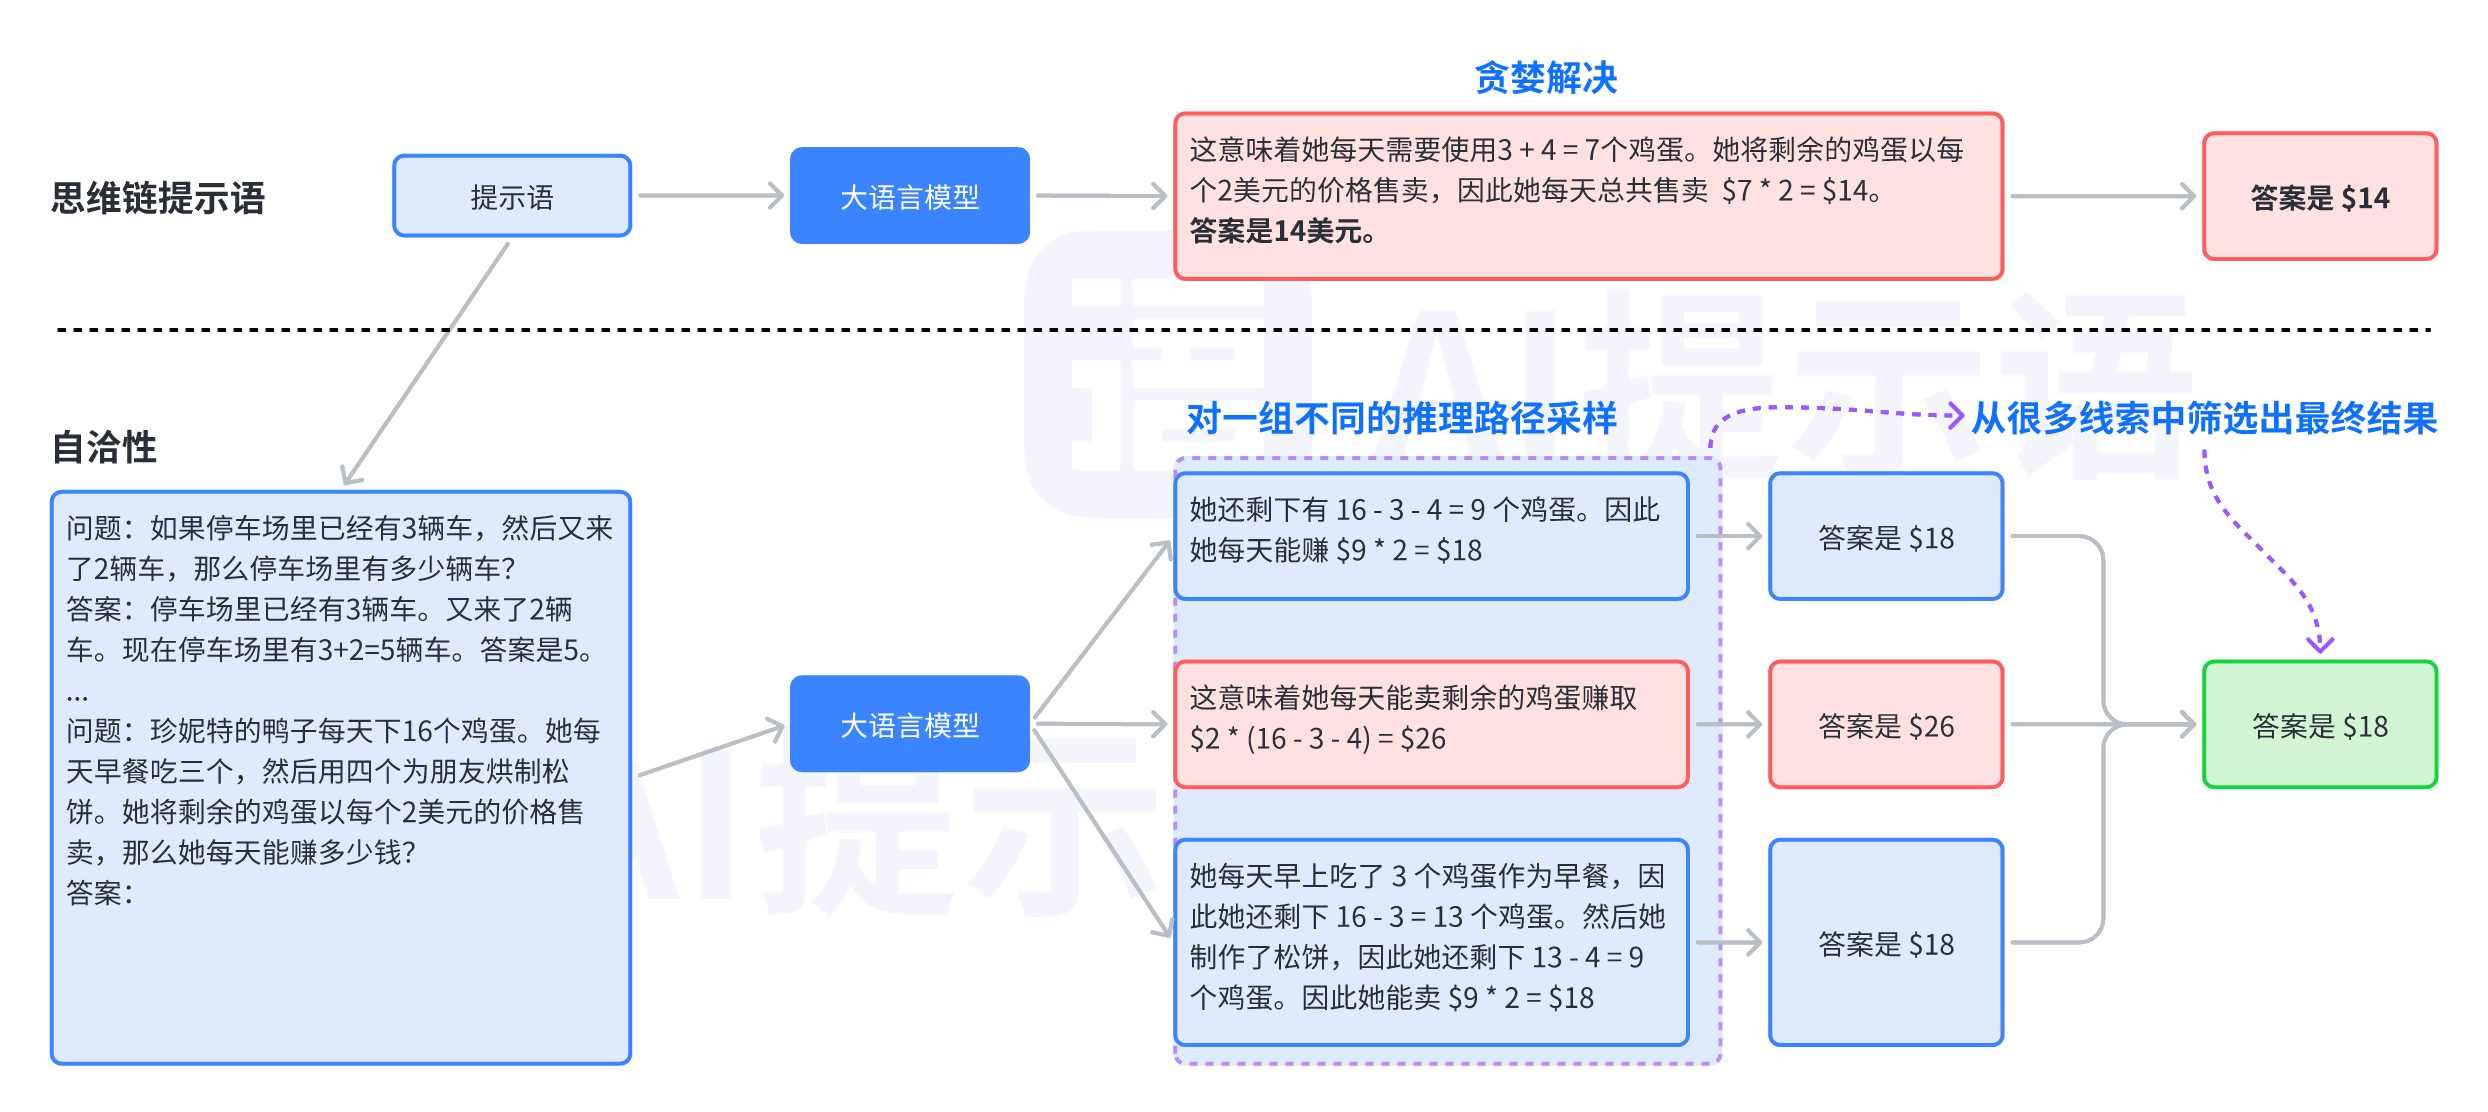 贪婪解决
思维链提示语
提示语
大语言模型
这意味着她每天需要使用3 + 4 = 7个鸡蛋。她将剩余的鸡蛋以每
个2美元的价格售卖，因此她每天总共售卖 $7 * 2 = $14。
答案是14美元。
答案是 $14
AI提示语
自洽性
对一组不同的推理路径采样
从很多线索中筛选出最终结果
问题：如果停车场里已经有3辆车，然后又来
了2辆车，那么停车场里有多少辆车？
答案：停车场里已经有3辆车。又来了2辆
车。现在停车场里有3+2=5辆车。答案是5。
...
问题：珍妮特的鸭子每天下16个鸡蛋。她每
天早餐吃三个，然后用四个为朋友烘制松
饼。她将剩余的鸡蛋以每个2美元的价格售
卖，那么她每天能赚多少钱？
答案：
大语言模型
她还剩下有 16 - 3 - 4 = 9 个鸡蛋。因此
她每天能赚 $9 * 2 = $18
答案是 $18
这意味着她每天能卖剩余的鸡蛋赚取
$2 * (16 - 3 - 4) = $26
答案是 $26
她每天早上吃了 3 个鸡蛋作为早餐，因
此她还剩下 16 - 3 = 13 个鸡蛋。然后她
制作了松饼，因此她还剩下 13 - 4 = 9
个鸡蛋。因此她能卖 $9 * 2 = $18
答案是 $18
答案是 $18
AI提示